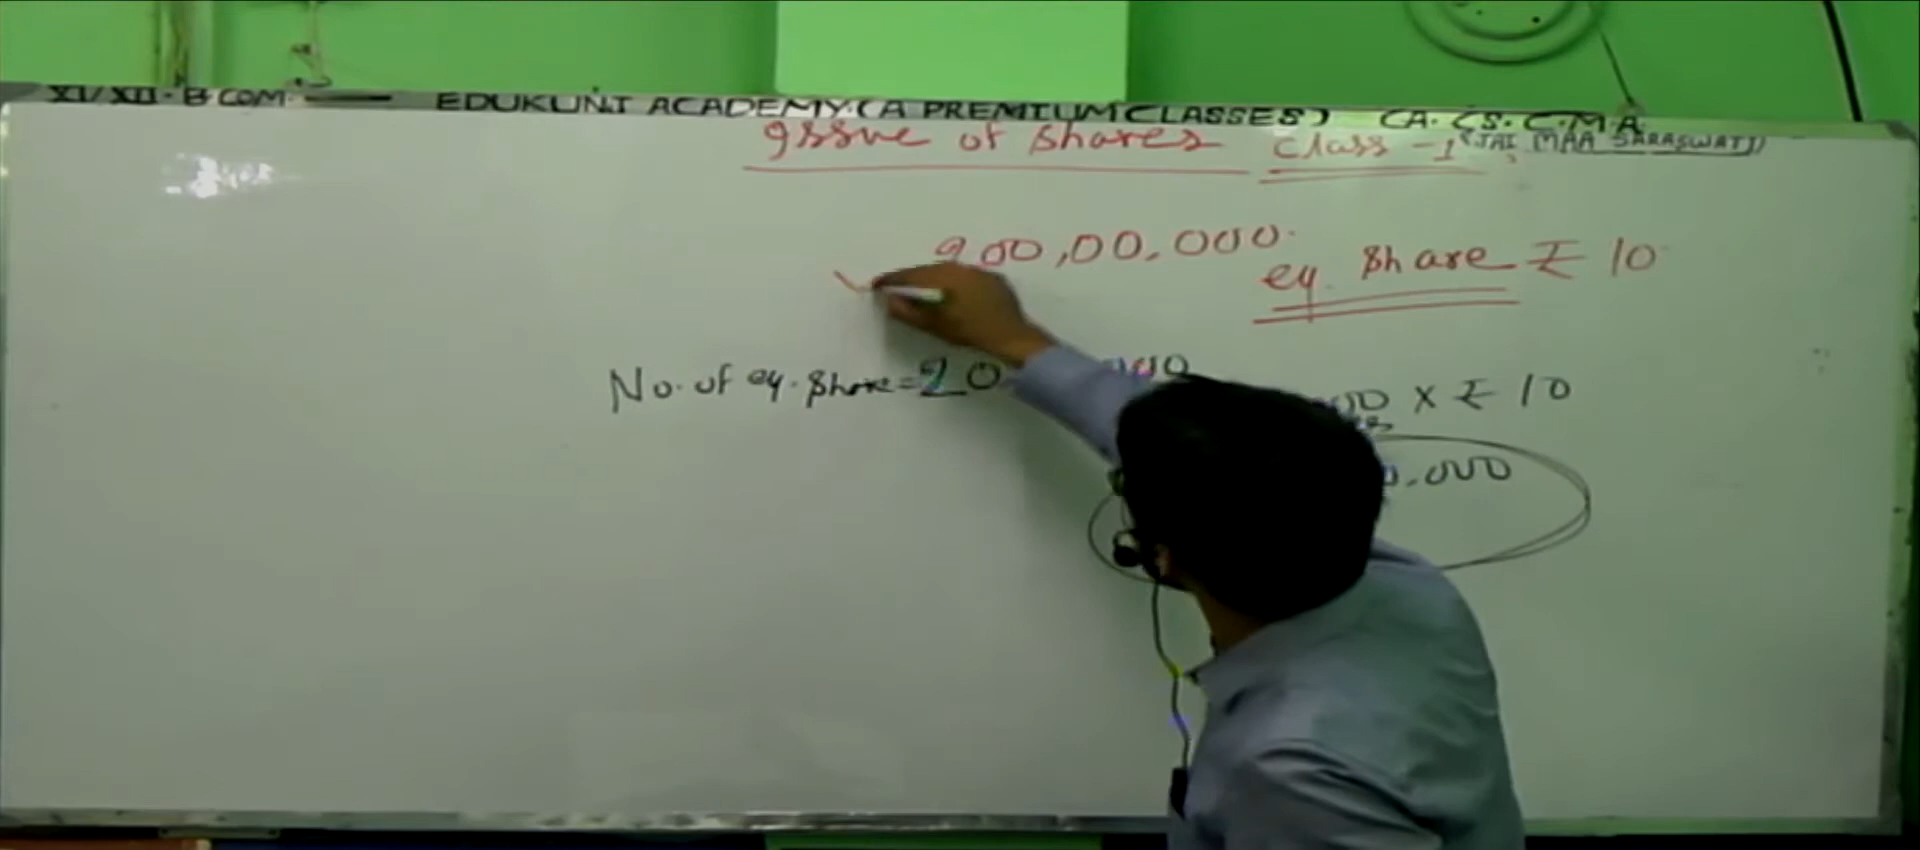 XI/XII. B.COM. — EDUKUNT ACADEMY.(A PREMIUM CLASSES) CA. CS. CMA
Issue of shares Class -1 (JAI MAA SARASWATI)
200,00,000.
eq. Share ₹ 10
No. of eq. Share = 20
x ₹ 10